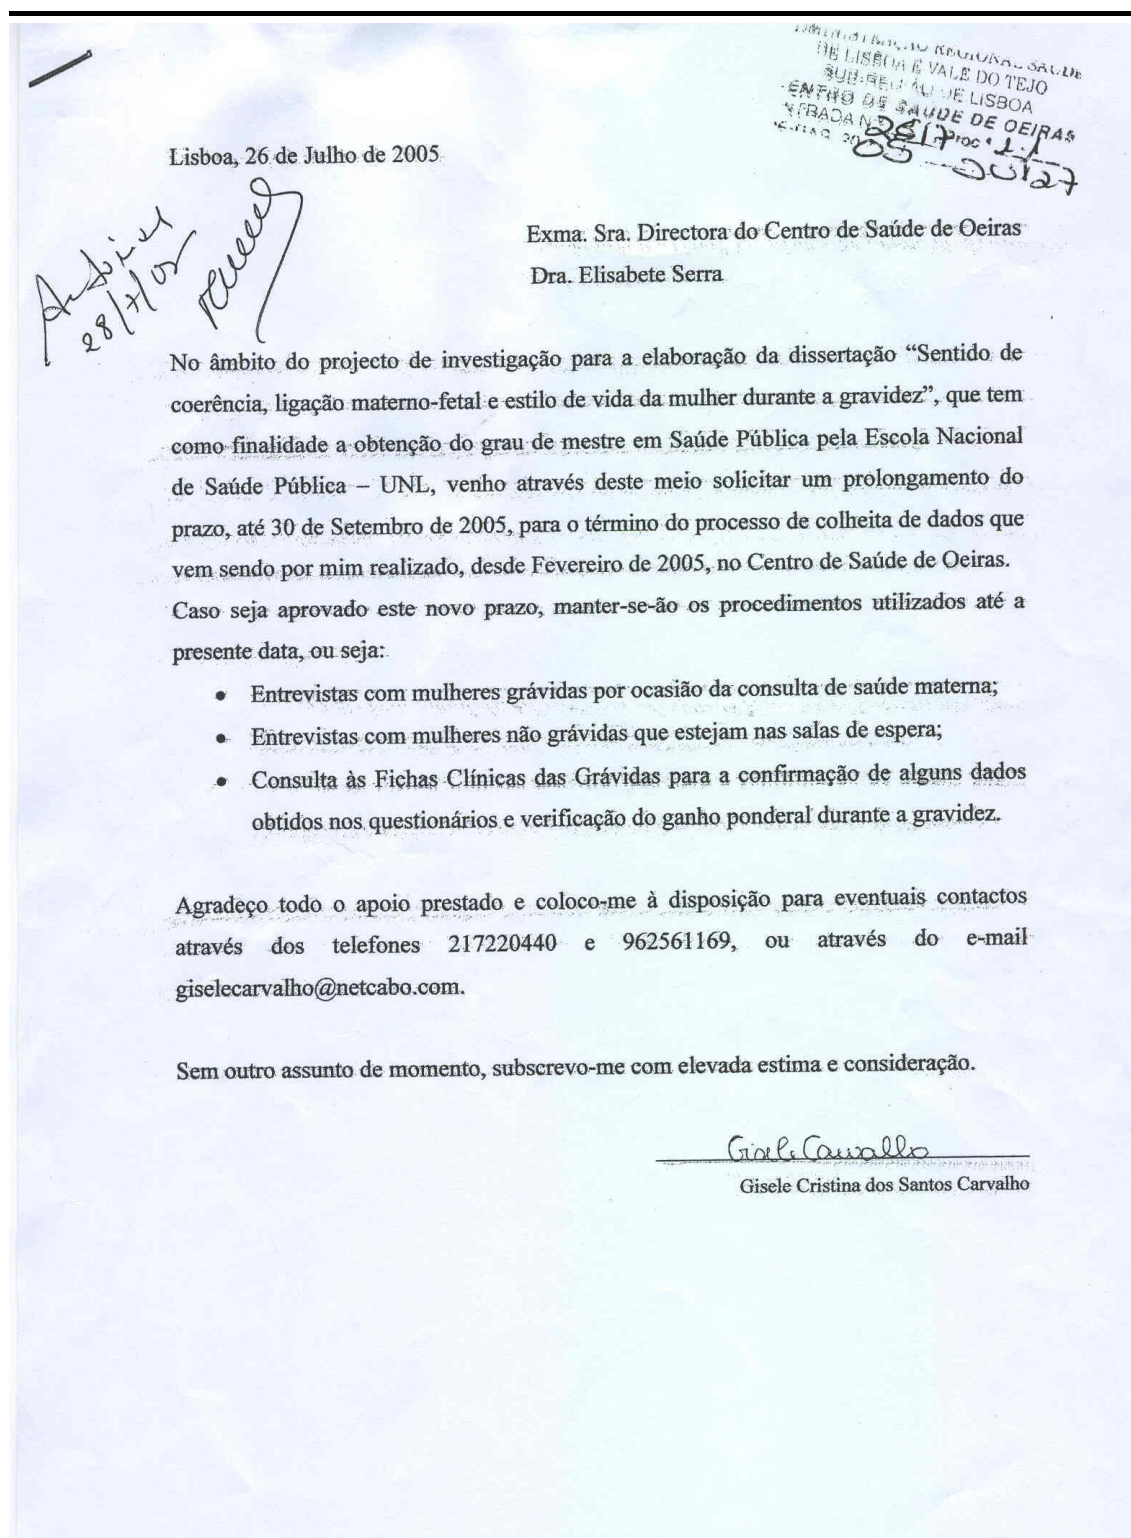 REGIONAL SAUDE
DE LISBOA E VALE DO TEJO
SUB-REGIÃO DE LISBOA
CENTRO DE SAUDE DE OEIRAS
Lisboa, 26 de Julho de 2005
28/7/05
Exma. Sra. Directora do Centro de Saúde de Oeiras
Dra. Elisabete Serra
No âmbito do projecto de investigação para a elaboração da dissertação “Sentido de
coerência, ligação materno-fetal e estilo de vida da mulher durante a gravidez”, que tem
como finalidade a obtenção do grau de mestre em Saúde Pública pela Escola Nacional
de Saúde Pública – UNL, venho através deste meio solicitar um prolongamento do
prazo, até 30 de Setembro de 2005, para o término do processo de colheita de dados que
vem sendo por mim realizado, desde Fevereiro de 2005, no Centro de Saúde de Oeiras.
Caso seja aprovado este novo prazo, manter-se-ão os procedimentos utilizados até a
presente data, ou seja:
• Entrevistas com mulheres grávidas por ocasião da consulta de saúde materna;
• Entrevistas com mulheres não grávidas que estejam nas salas de espera;
• Consulta às Fichas Clínicas das Grávidas para a confirmação de alguns dados
obtidos nos questionários e verificação do ganho ponderal durante a gravidez.
Agradeço todo o apoio prestado e coloco-me à disposição para eventuais contactos
através dos telefones 217220440 e 962561169, ou através do e-mail
giselecarvalho@netcabo.com.
Sem outro assunto de momento, subscrevo-me com elevada estima e consideração.
Gisele Carvalho
Gisele Cristina dos Santos Carvalho